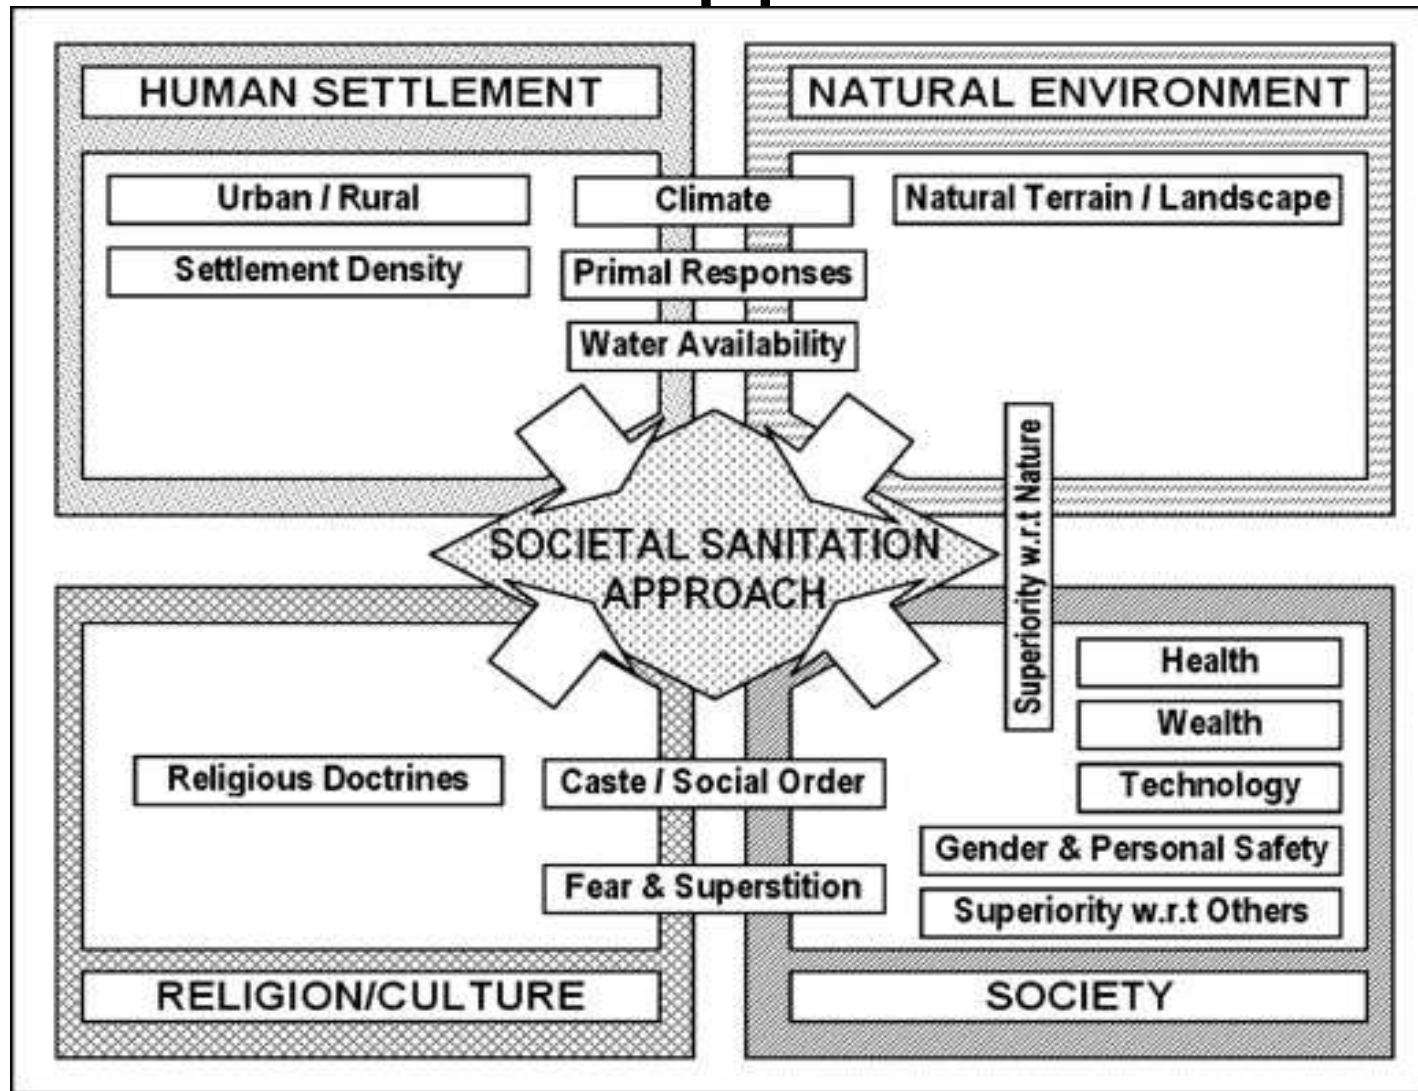 HUMAN SETTLEMENT
NATURAL ENVIRONMENT
Urban / Rural
Climate
Natural Terrain / Landscape
Settlement Density
Primal Responses
Water Availability
Superiority w.r.t Nature
SOCIETAL SANITATION
APPROACH
Health
Wealth
Religious Doctrines
Caste / Social Order
Technology
Gender & Personal Safety
Fear & Superstition
Superiority w.r.t Others
RELIGION/CULTURE
SOCIETY